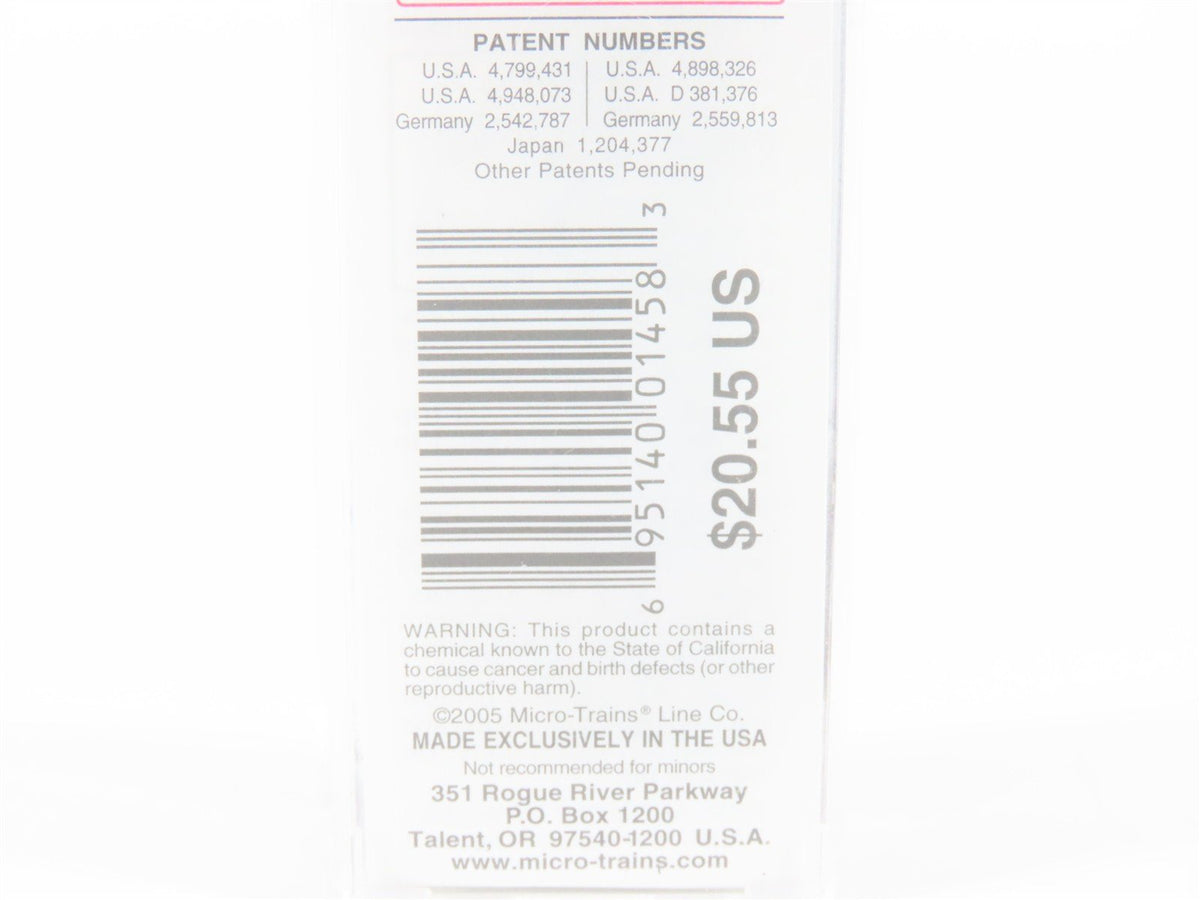 PATENT NUMBERS
U.S.A. 4,799,431 U.S.A. 4,898,326
U.S.A. 4,948,073 U.S.A. D 381,376
Germany 2,542,787 Germany 2,559,813
Japan 1,204,377
Other Patents Pending
6 95140 01458 3
$20.55 US
WARNING: This product contains a
chemical known to the State of California
to cause cancer and birth defects (or other
reproductive harm).
©2005 Micro-Trains® Line Co.
MADE EXCLUSIVELY IN THE USA
Not recommended for minors
351 Rogue River Parkway
P.O. Box 1200
Talent, OR 97540-1200 U.S.A.
www.micro-trains.com